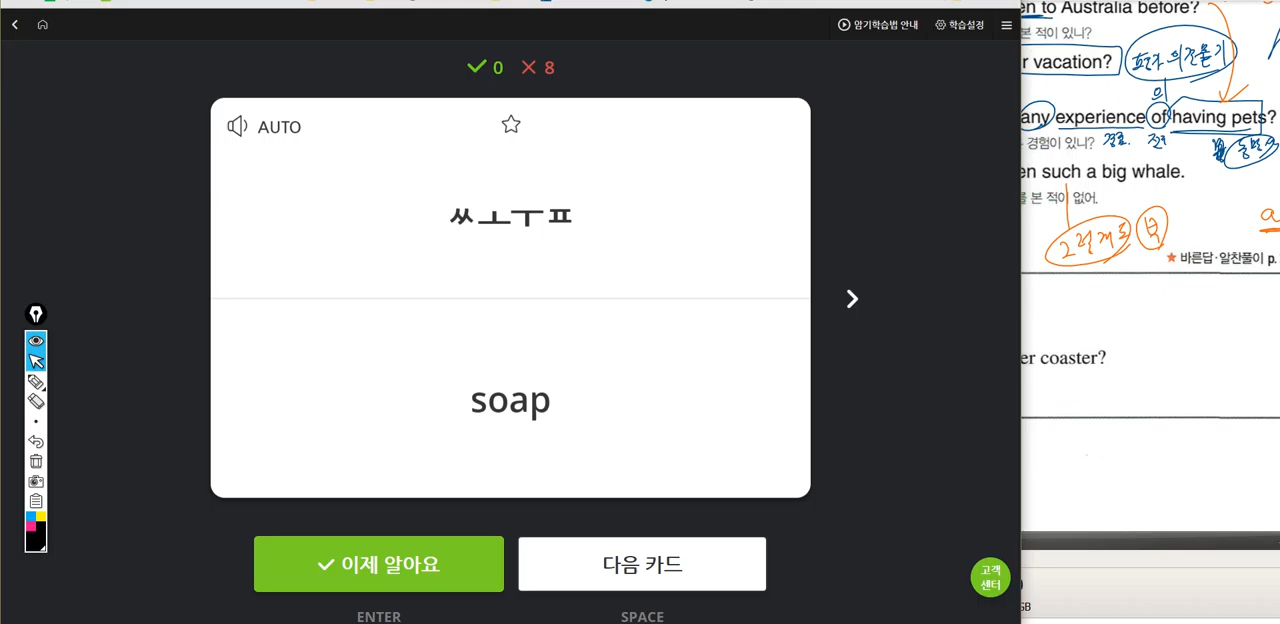 암기학습법 안내 학습설정
0 8
AUTO
ㅆㅗㅜㅍ
soap
이제 알아요
다음 카드
ENTER
SPACE
고객
센터
en to Australia before?
본 적이 있니?
r vacation?
의
any experience of having pets?
경험이 있니?
en such a big whale.
를 본 적이 없어.
바른답·알찬풀이 p.
er coaster?
GB